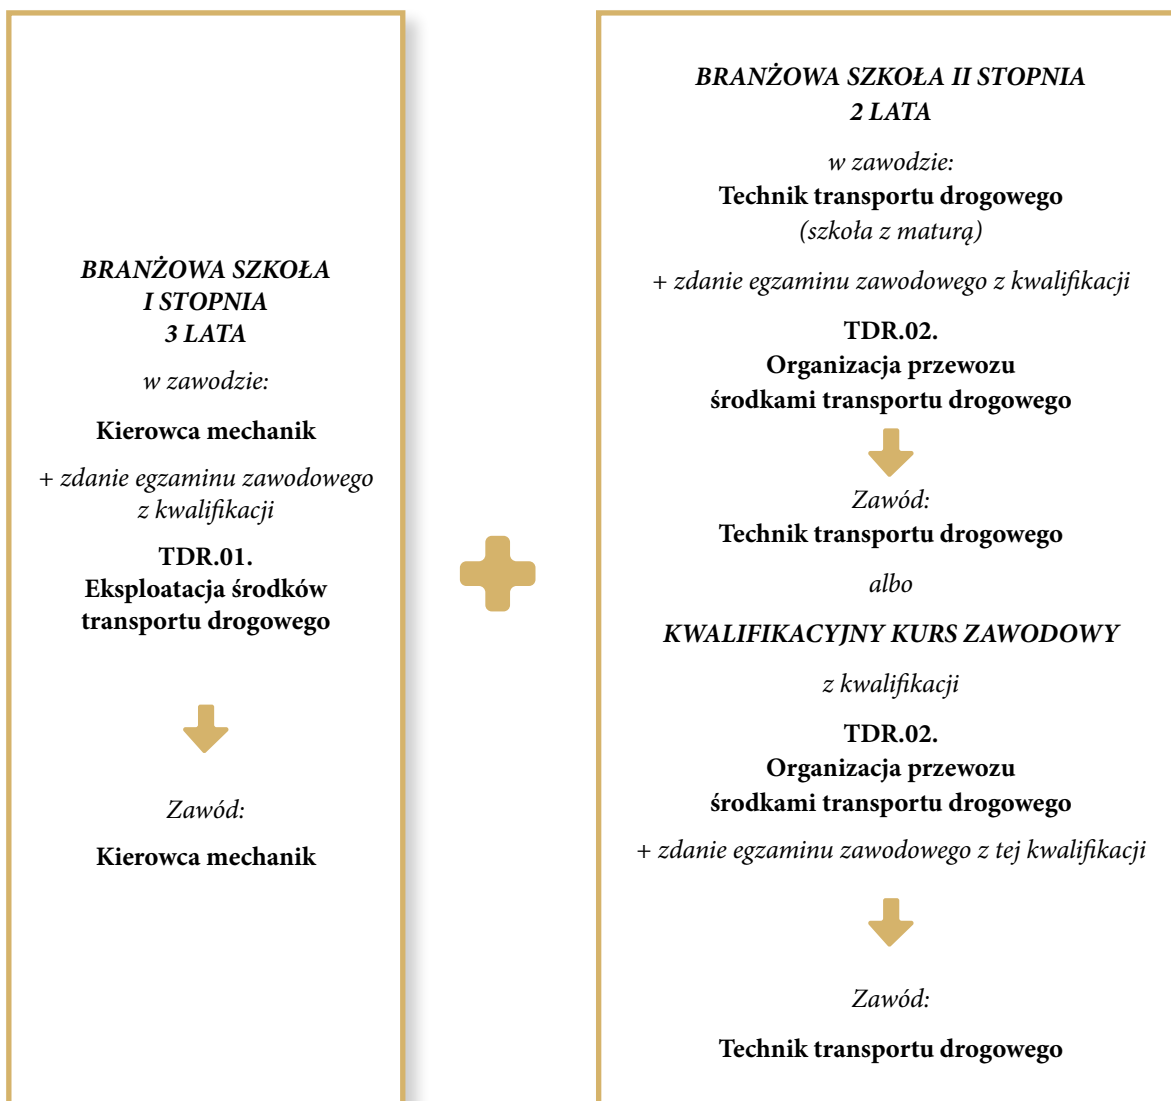 BRANŻOWA SZKOŁA
I STOPNIA
3 LATA
w zawodzie:
Kierowca mechanik
+ zdanie egzaminu zawodowego
z kwalifikacji
TDR.01.
Eksploatacja środków
transportu drogowego
Zawód:
Kierowca mechanik
BRANŻOWA SZKOŁA II STOPNIA
2 LATA
w zawodzie:
Technik transportu drogowego
(szkoła z maturą)
+ zdanie egzaminu zawodowego z kwalifikacji
TDR.02.
Organizacja przewozu
środkami transportu drogowego
Zawód:
Technik transportu drogowego
albo
KWALIFIKACYJNY KURS ZAWODOWY
z kwalifikacji
TDR.02.
Organizacja przewozu
środkami transportu drogowego
+ zdanie egzaminu zawodowego z tej kwalifikacji
Zawód:
Technik transportu drogowego